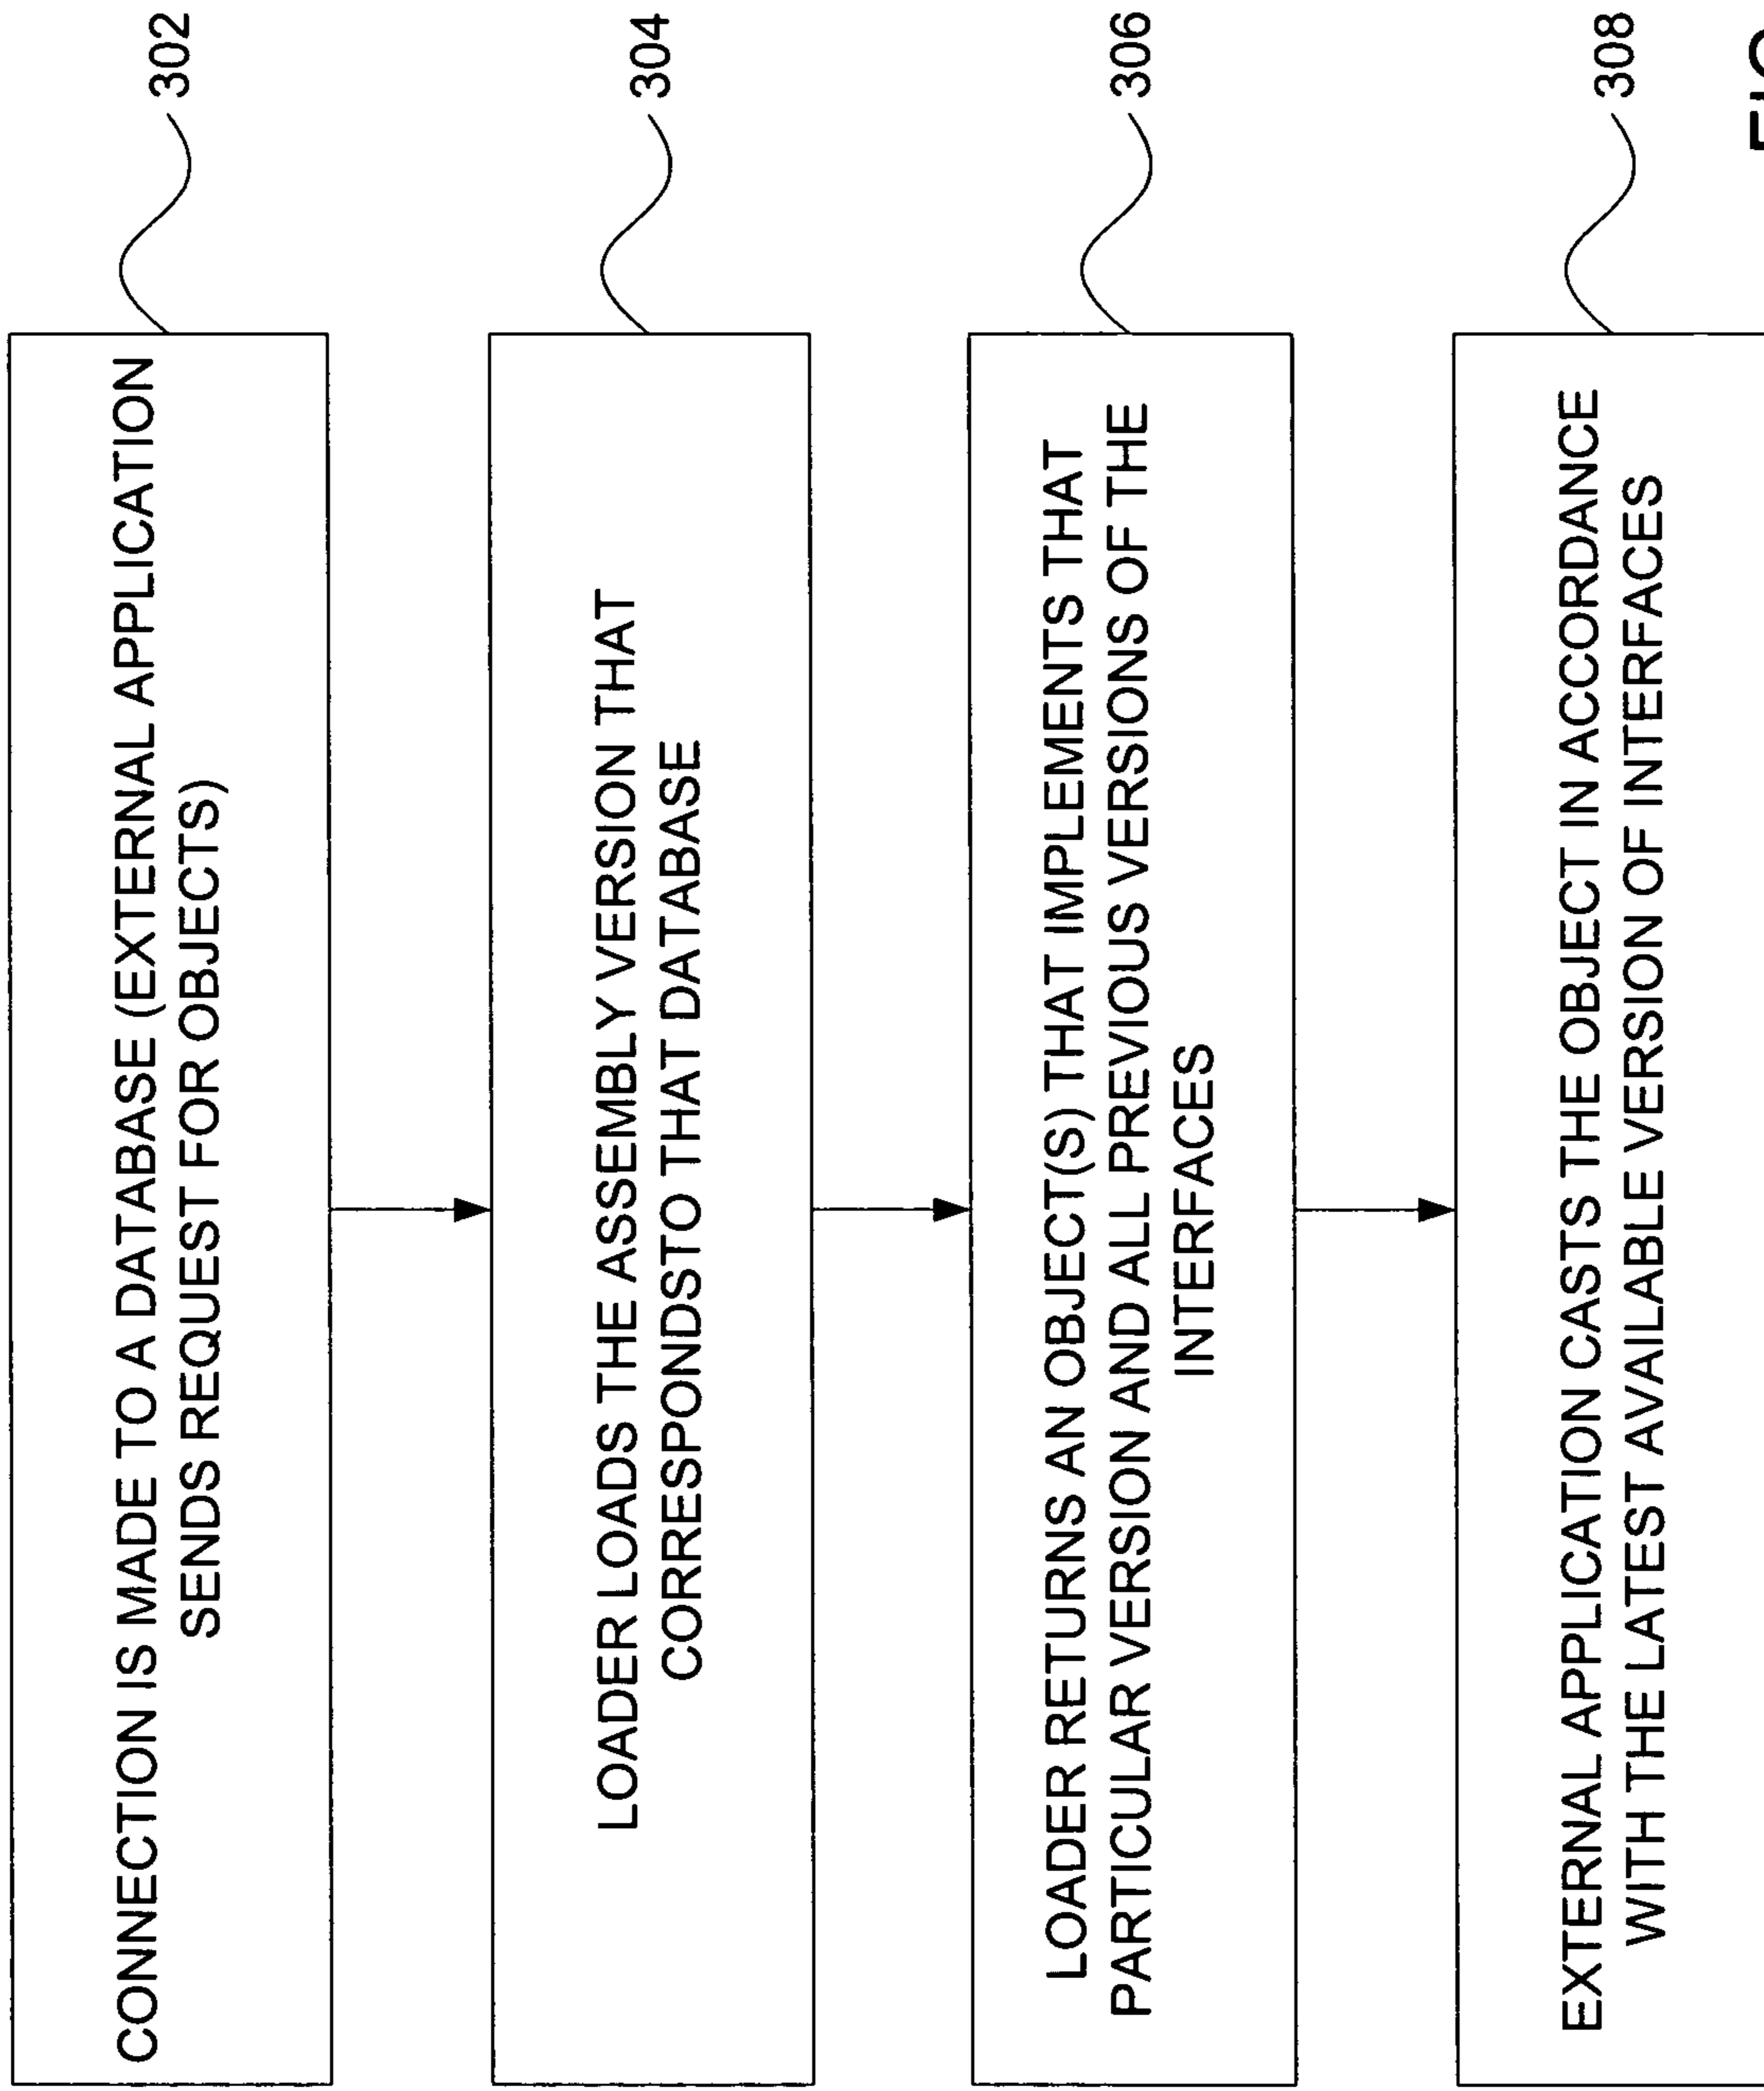 CONNECTION IS MADE TO A DATABASE (EXTERNAL APPLICATION
SENDS REQUEST FOR OBJECTS)
302
LOADER LOADS THE ASSEMBLY VERSION THAT
CORRESPONDSTO THAT DATABASE
304
LOADER RETURNS AN OBJECT(S) THAT IMPLEMENTS THAT
PARTICULAR VERSION AND ALL PREVIOUS VERSIONS OF THE
INTERFACES
306
EXTERNAL APPLICATION CASTS THE OBJECT IN ACCORDANCE
WITH THE LATEST AVAILABLE VERSION OF INTERFACES
308